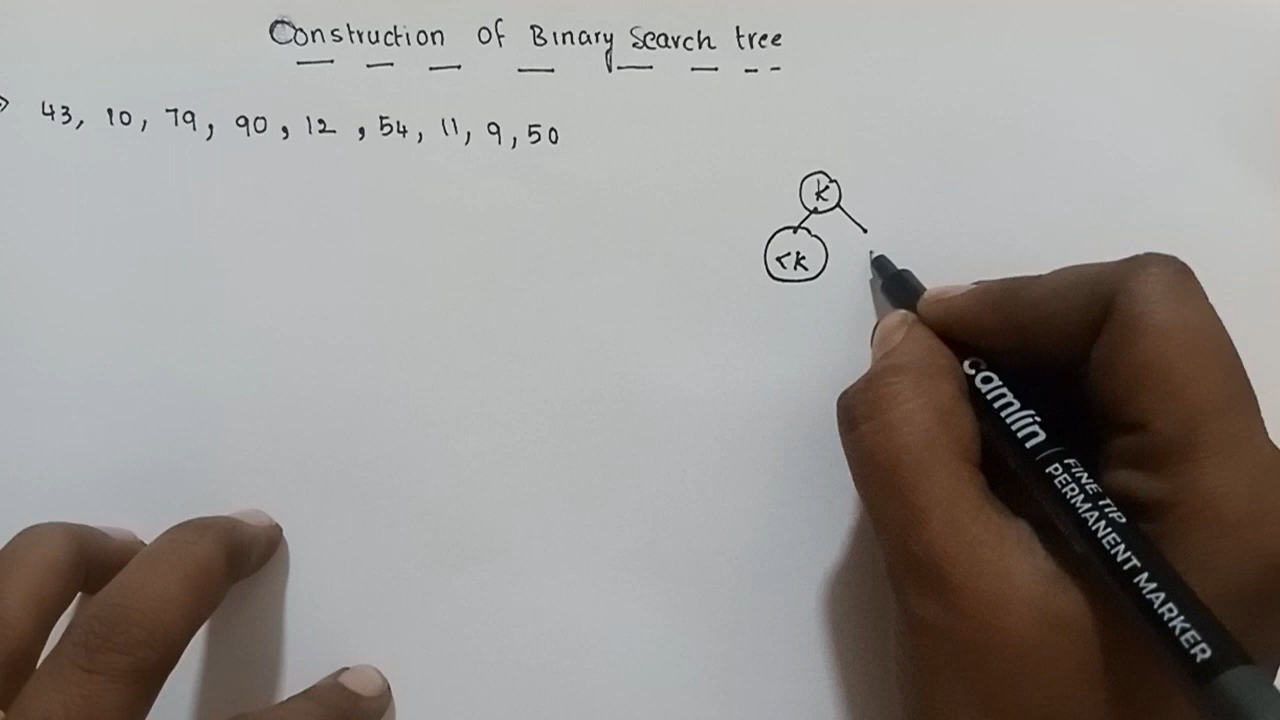 Construction of Binary Search tree
43, 10, 79, 90, 12, 54, 11, 9, 50
k
<k
camlin
FINE TIP
PERMANENT MARKER